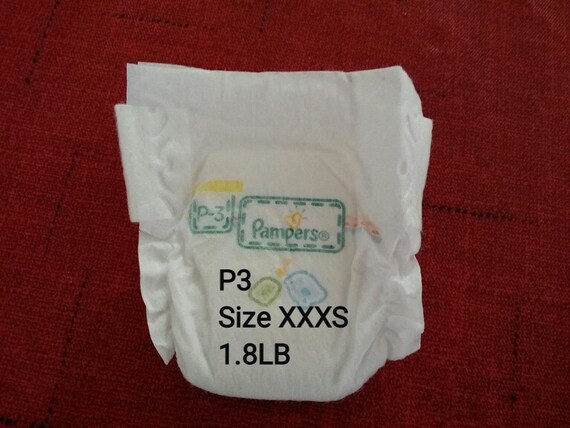 P-3
Pampers®
P3
Size XXXS
1.8LB